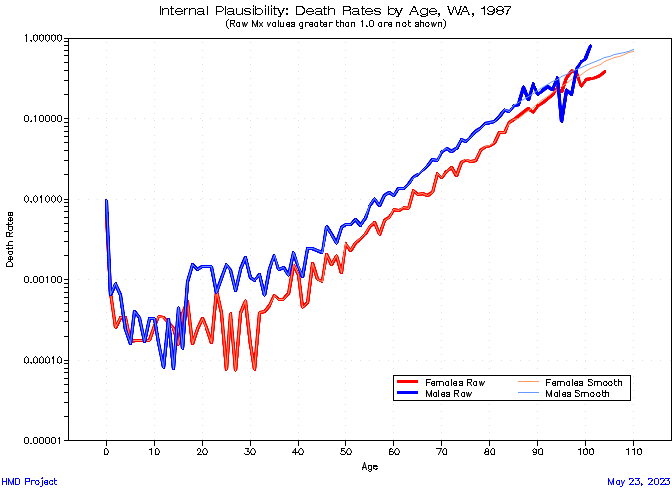 Internal Plausibility: Death Rates by Age, WA, 1987
(Raw Mx values greater than 1.0 are not shown)
1.00000
0.10000
0.01000
0.00100
0.00010
0.00001
Death Rates
0 10 20 30 40 50 60 70 80 90 100 110
Age
Females Raw Females Smooth
Males Raw Males Smooth
HMD Project May 23, 2023